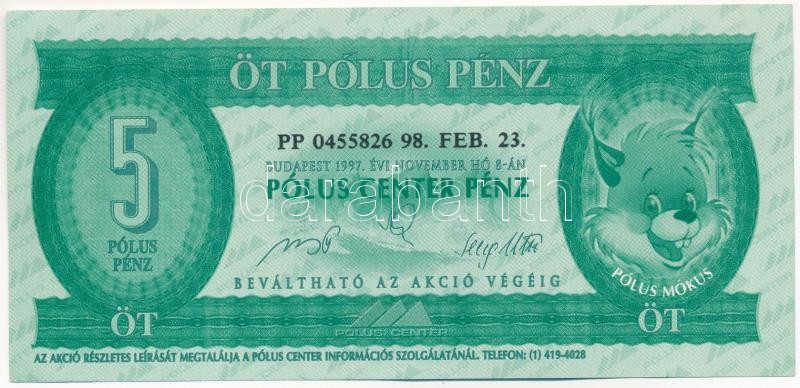 ÖT PÓLUS PÉNZ
5
PÓLUS
PÉNZ
ÖT
PP 0455826 98. FEB. 23.
BUDAPEST 1997. ÉVI NOVEMBER HÓ 8-ÁN
PÓLUS CENTER PÉNZ
darabanth
BEVÁLTHATÓ AZ AKCIÓ VÉGÉIG
PÓLUS CENTER
PÓLUS MÓKUS
ÖT
AZ AKCIÓ RÉSZLETES LEÍRÁSÁT MEGTALÁLJA A PÓLUS CENTER INFORMÁCIÓS SZOLGÁLATÁNÁL. TELEFON: (1) 419-4028